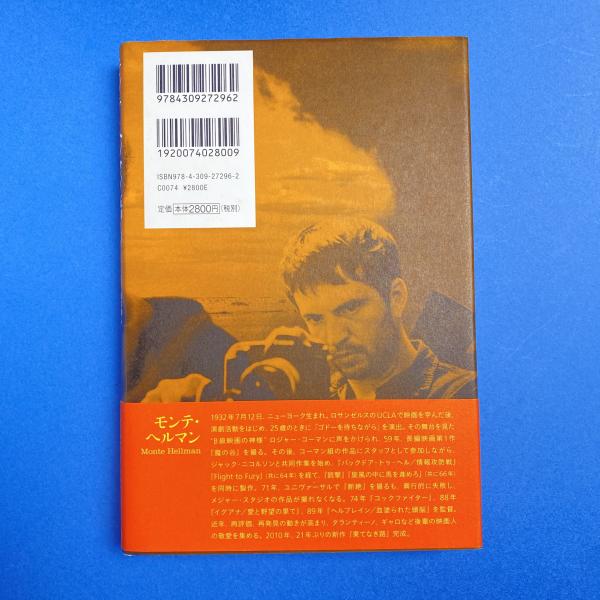 9784309272962
1920074028009
ISBN978-4-309-27296-2
C0074 ¥2800E
定価 本体2800円(税別)
モンテ・
ヘルマン
Monte Hellman
1932年7月12日、ニューヨーク生まれ。ロサンゼルスのUCLAで映画を学んだ後、
演劇活動をはじめ、25歳のときに『ゴドーを待ちながら』を演出。その舞台を見た
"B級映画の神様"ロジャー・コーマンに声をかけられ、59年、長編映画第1作
『魔の谷』を撮る。その後、コーマン組の作品にスタッフとして参加しながら、
ジャック・ニコルソンと共同作業を始め、『バックドア・トゥ・ヘル/情報攻防戦』
『Flight to Fury』(共に64年)を経て、『銃撃』『旋風の中に馬を進めろ』(共に66年)
を同時に製作。71年、ユニヴァーサルで『断絶』を撮るも、興行的に失敗し、
メジャー・スタジオの作品が撮れなくなる。74年『コックファイター』、88年
『イグアナ/愛と野望の果て』、89年『ヘルブレイン/血塗られた頭脳』を監督。
近年、再評価、再発見の動きが高まり、タランティーノ、ギャロなど後輩の映画人
の敬愛を集める。2010年、21年ぶりの新作『果てなき路』完成。